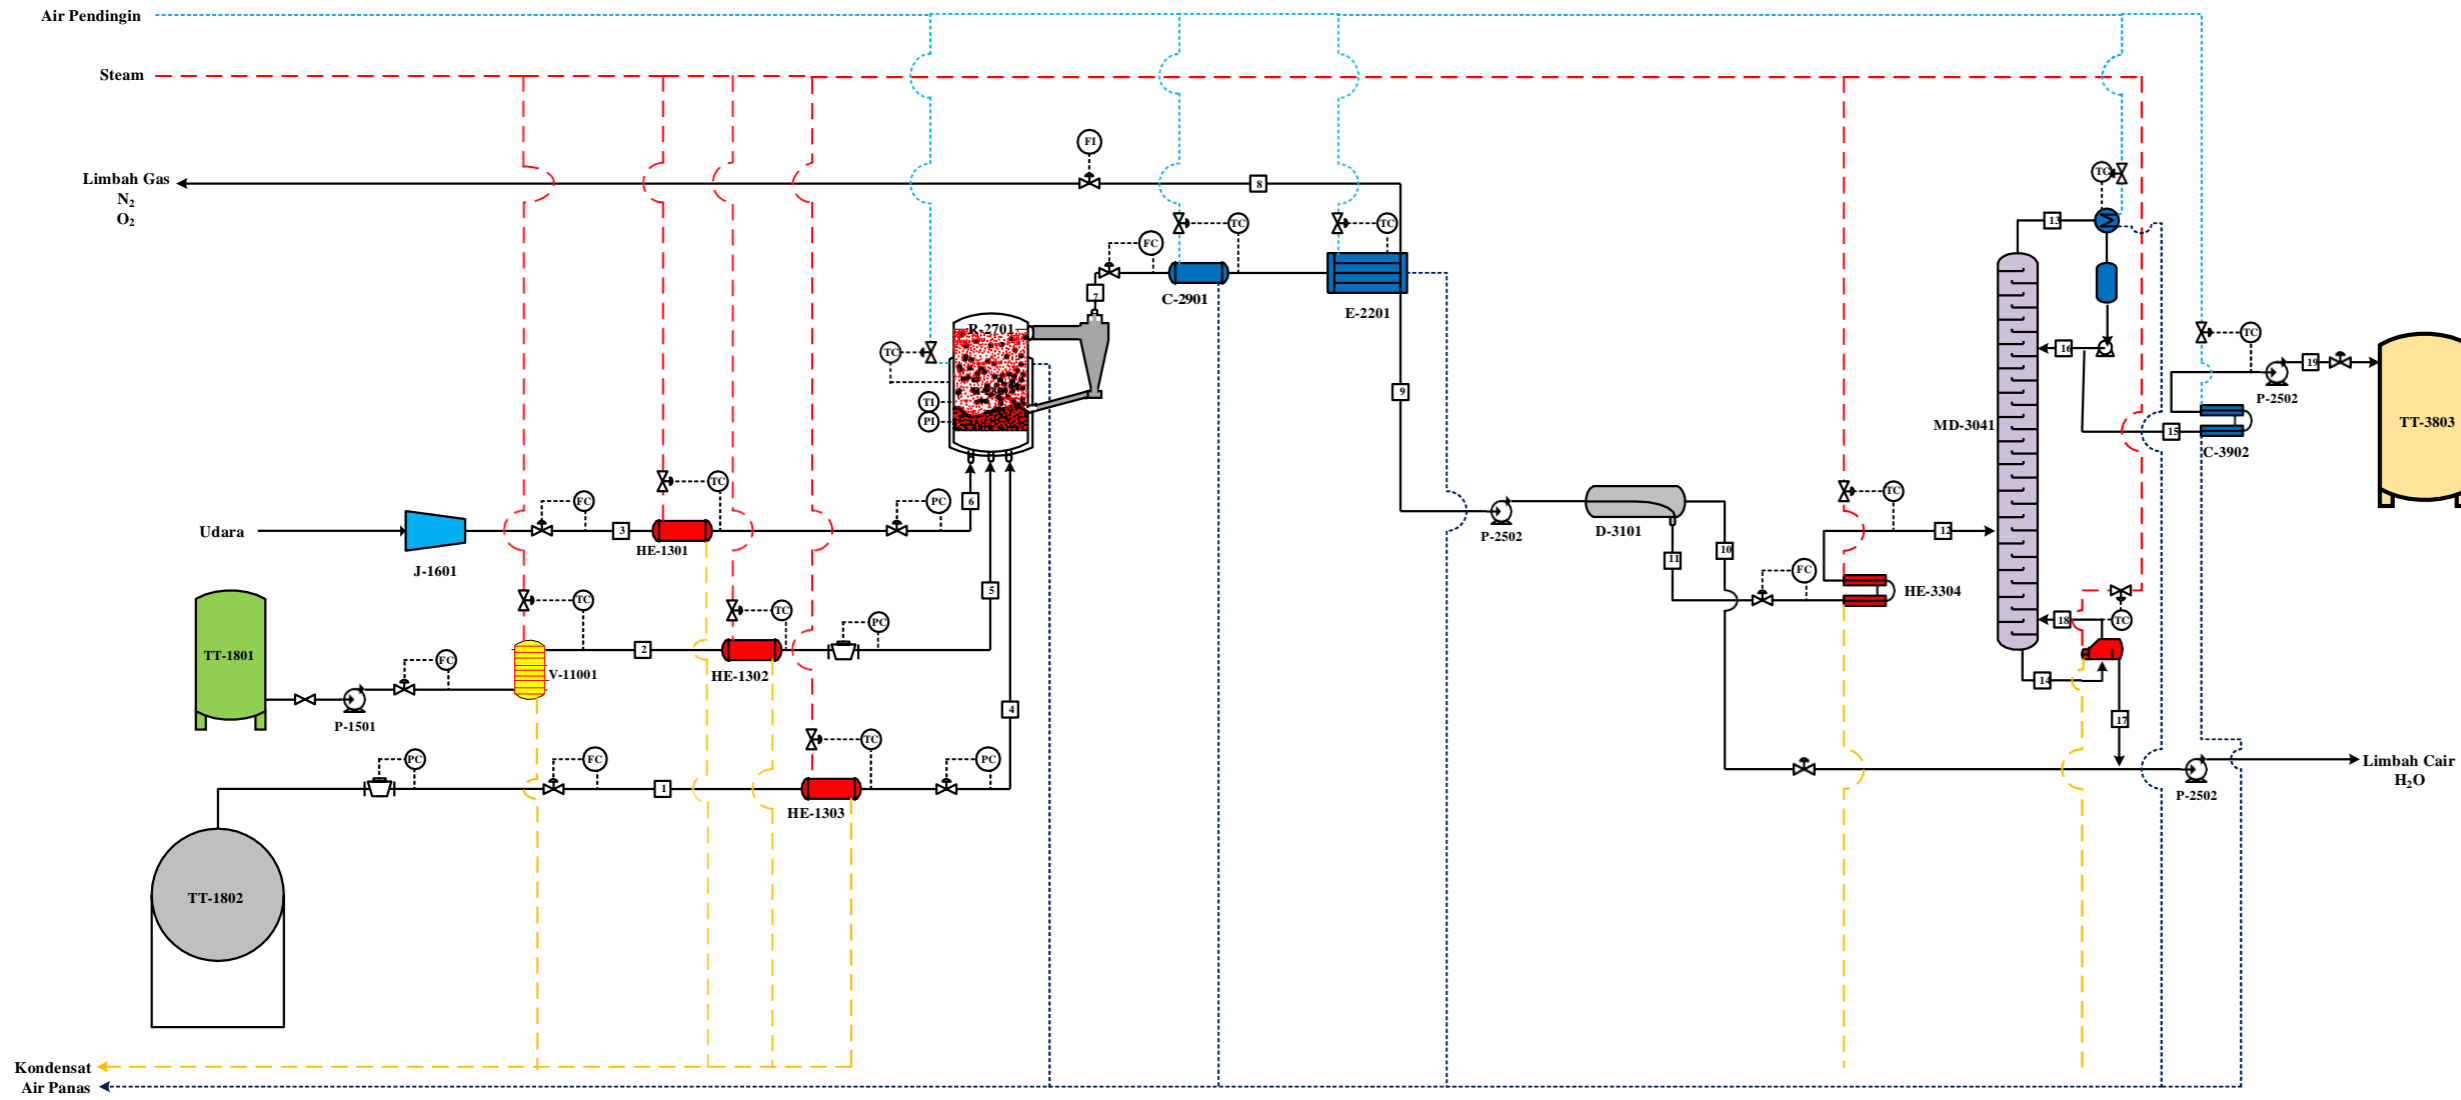 Air Pendingin
Steam
FI
Limbah Gas
N₂
O₂
8
TC
13
TC
TC
FC
C-2901
E-2201
7
R-2701
TC
TI
PI
16
TC
19
P-2502
TT-3803
9
MD-3041
15
C-3902
TC
FC
PC
6
Udara
3
HE-1301
J-1601
P-2502
D-3101
11
10
TC
12
FC
HE-3304
TC
TC
PC
5
TT-1801
2
HE-1302
V-11001
FC
P-1501
18
TC
14
17
4
TC
PC
PC
FC
1
HE-1303
P-2502
Limbah Cair
H₂O
TT-1802
Kondensat
Air Panas